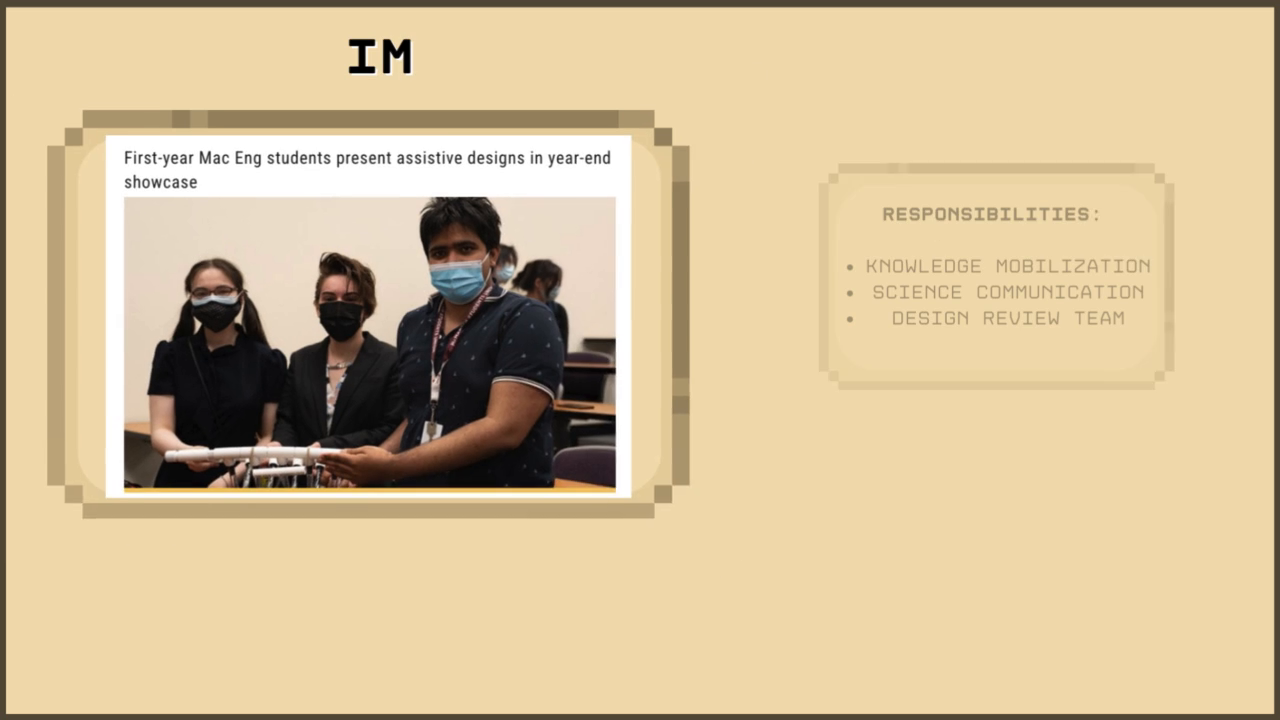 IM
First-year Mac Eng students present assistive designs in year-end
showcase
RESPONSIBILITIES:
• KNOWLEDGE MOBILIZATION
• SCIENCE COMMUNICATION
• DESIGN REVIEW TEAM